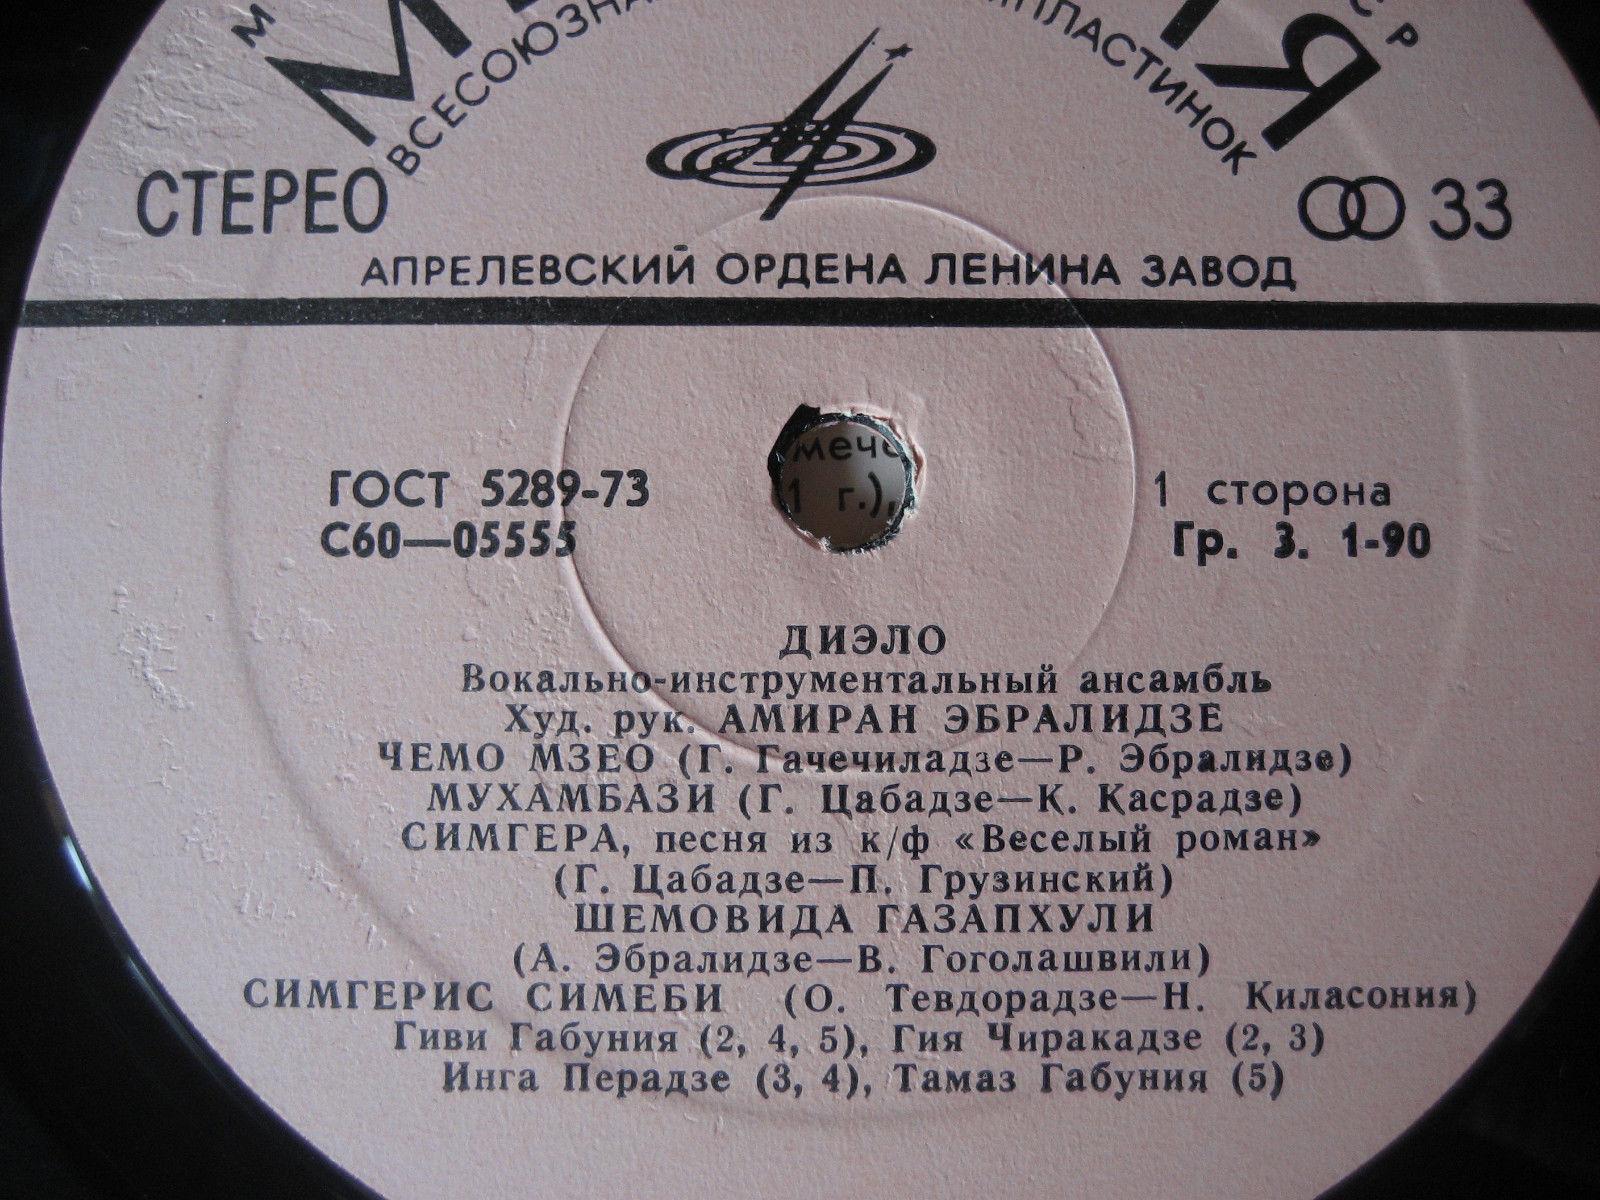 СТЕРЕО
33
АПРЕЛЕВСКИЙ ОРДЕНА ЛЕНИНА ЗАВОД
ГОСТ 5289-73
1 сторона
С60—05555
Гр. 3. 1-90
ДИЭЛО
Вокально-инструментальный ансамбль
Худ. рук. АМИРАН ЭБРАЛИДЗЕ
ЧЕМО МЗЕО (Г. Гачечиладзе—Р. Эбралидзе)
МУХАМБАЗИ (Г. Цабадзе—К. Касрадзе)
СИМГЕРА, песня из к/ф «Веселый роман»
(Г. Цабадзе—П. Грузинский)
ШЕМОВИДА ГАЗАПХУЛИ
(А. Эбралидзе—В. Гоголашвили)
СИМГЕРИС СИМЕБИ (О. Тевдорадзе—Н. Киласония)
Гиви Габуния (2, 4, 5), Гия Чиракадзе (2, 3)
Инга Перадзе (3, 4), Тамаз Габуния (5)